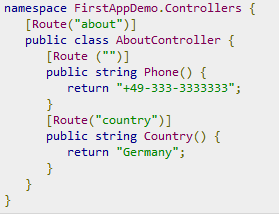 namespace FirstAppDemo.Controllers {
   [Route("about")]
   public class AboutController {
      [Route ("")]
      public string Phone() {
         return "+49-333-3333333";
      }
      [Route("country")]
      public string Country() {
         return "Germany";
      }
   }
}